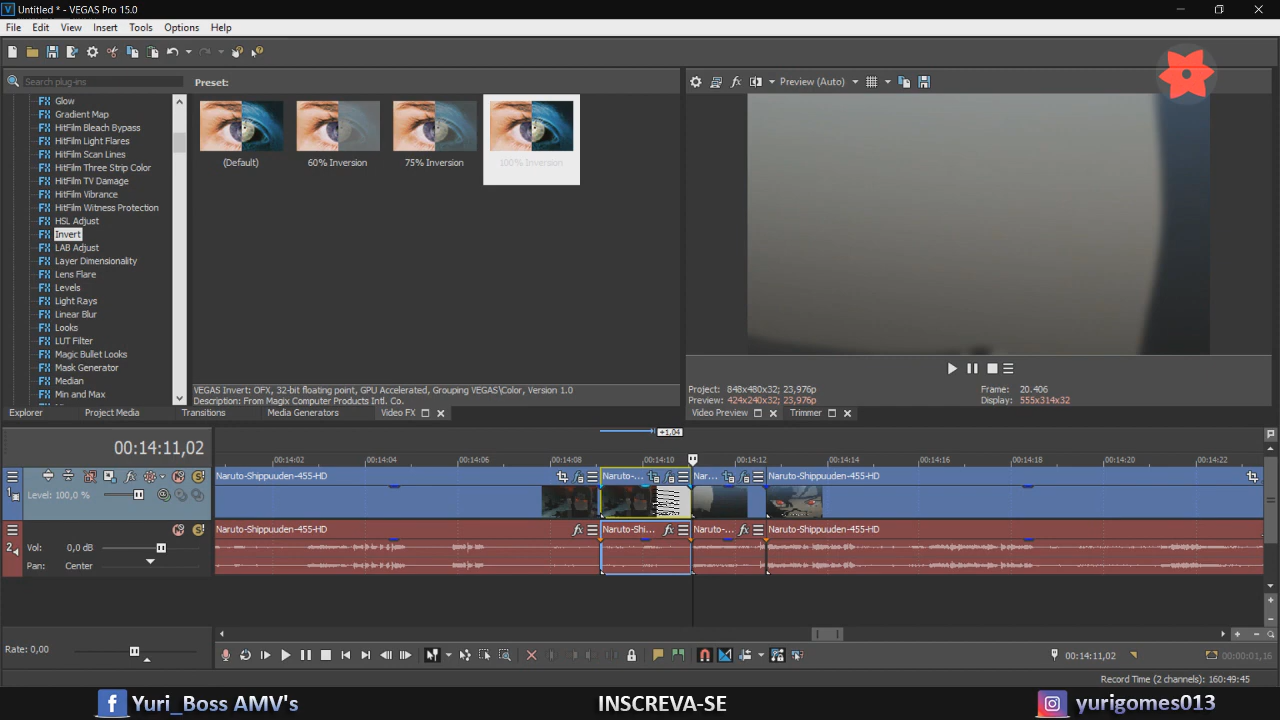 Untitled * - VEGAS Pro 15.0
File Edit View Insert Tools Options Help
Search plug-ins
Preset:
Preview (Auto)
Glow
Gradient Map
HitFilm Bleach Bypass
HitFilm Light Flares
HitFilm Scan Lines
HitFilm Three Strip Color
HitFilm TV Damage
HitFilm Vibrance
HitFilm Witness Protection
HSL Adjust
Invert
LAB Adjust
Layer Dimensionality
Lens Flare
Levels
Light Rays
Linear Blur
Looks
LUT Filter
Magic Bullet Looks
Mask Generator
Median
Min and Max
(Default) 60% Inversion 75% Inversion 100% Inversion
VEGAS Invert: OFX, 32-bit floating point, GPU Accelerated, Grouping VEGAS\Color, Version 1.0
Description: From Magix Computer Products Intl. Co.
Project: 848x480x32; 23,976p Frame: 20.406
Preview: 424x240x32; 23,976p Display: 555x314x32
Explorer Project Media Transitions Media Generators Video FX Video Preview Trimmer
00:14:11,02
+1.04
00:14:02 00:14:04 00:14:06 00:14:08 00:14:10 00:14:12 00:14:16 00:14:18 00:14:20 00:14:22
1
Level: 100,0 %
Naruto-Shippuuden-455-HD Naruto-... Nar... Naruto-Shippuuden-455-HD
2
Vol: 0,0 dB
Pan: Center
Naruto-Shippuuden-455-HD Naruto-Shi... Naruto-... Naruto-Shippuuden-455-HD
Rate: 0,00
00:14:11,02 00:00:01,16
Record Time (2 channels): 160:49:45
f Yuri_Boss AMV's INSCREVA-SE yurigomes013